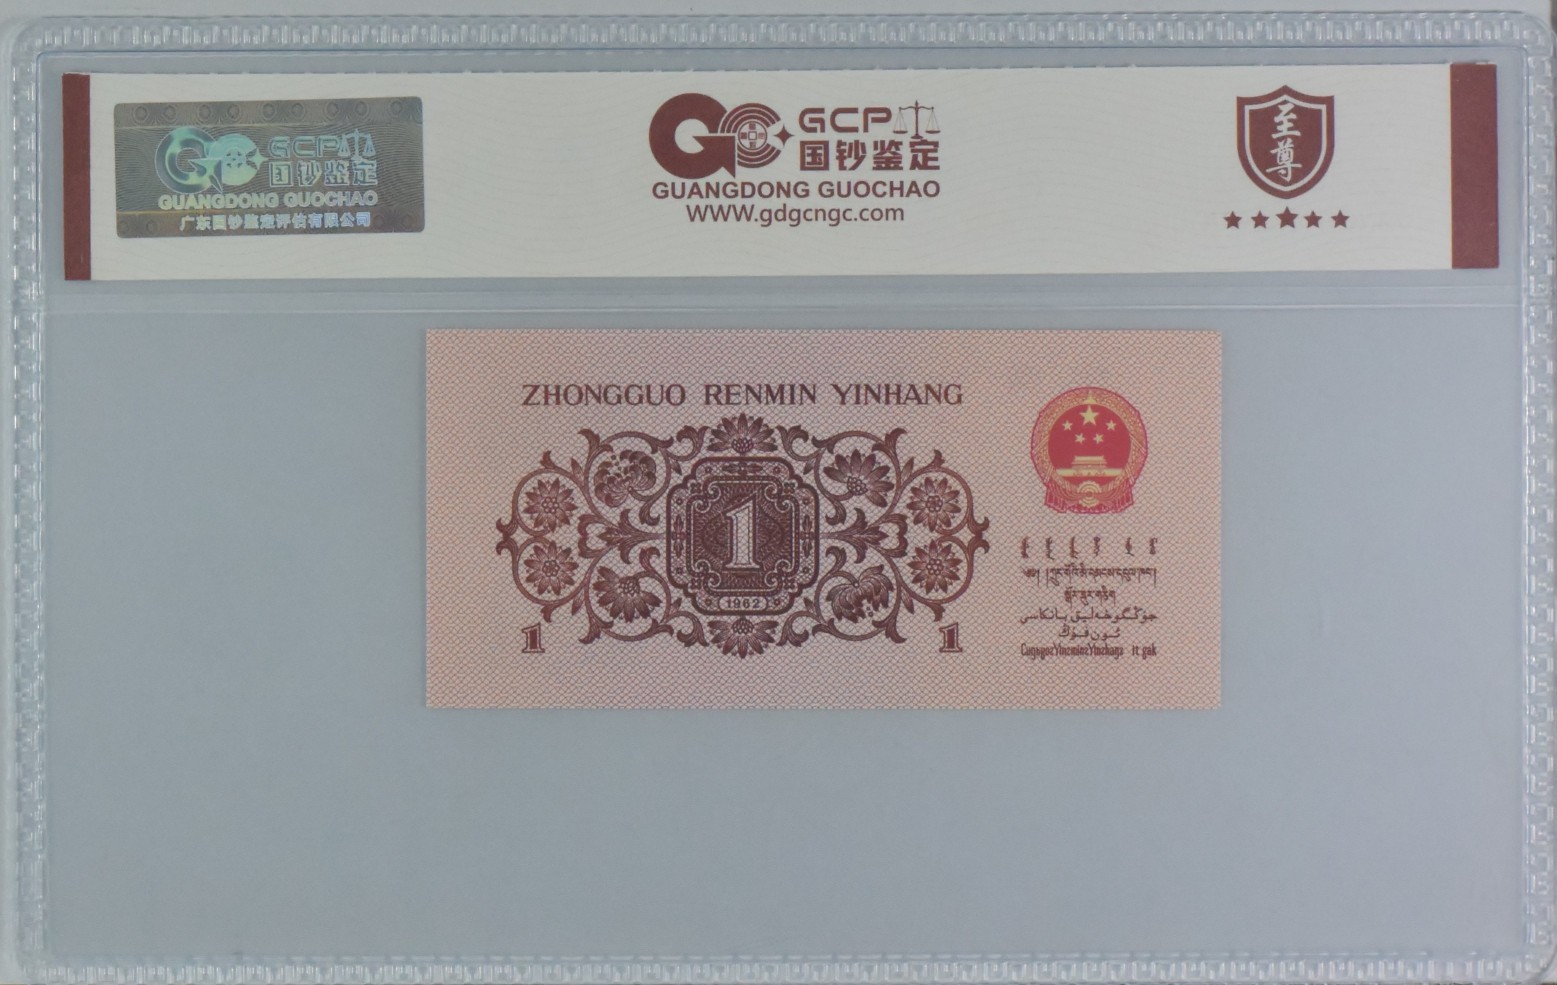 GCP
国钞鉴定
GUANGDONG GUOCHAO
广东国钞鉴定评估有限公司
GCP
国钞鉴定
GUANGDONG GUOCHAO
WWW.gdgcngc.com
至尊
ZHONGGUO RENMIN YINHANG
1
1962
1
1
جۇڭگوخەلىق بانكاسى